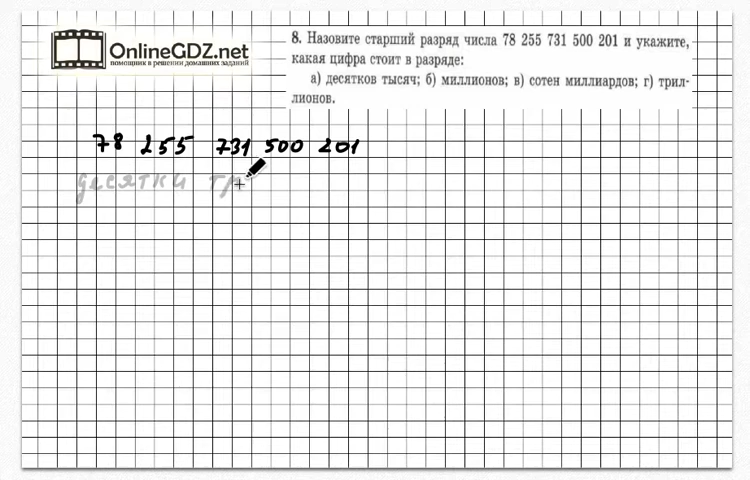 OnlineGDZ.net
помощник в решении домашних заданий
8. Назовите старший разряд числа 78 255 731 500 201 и укажите,
какая цифра стоит в разряде:
а) десятков тысяч; б) миллионов; в) сотен миллиардов; г) трил-
лионов.
78 255 731 500 201
десятки тр